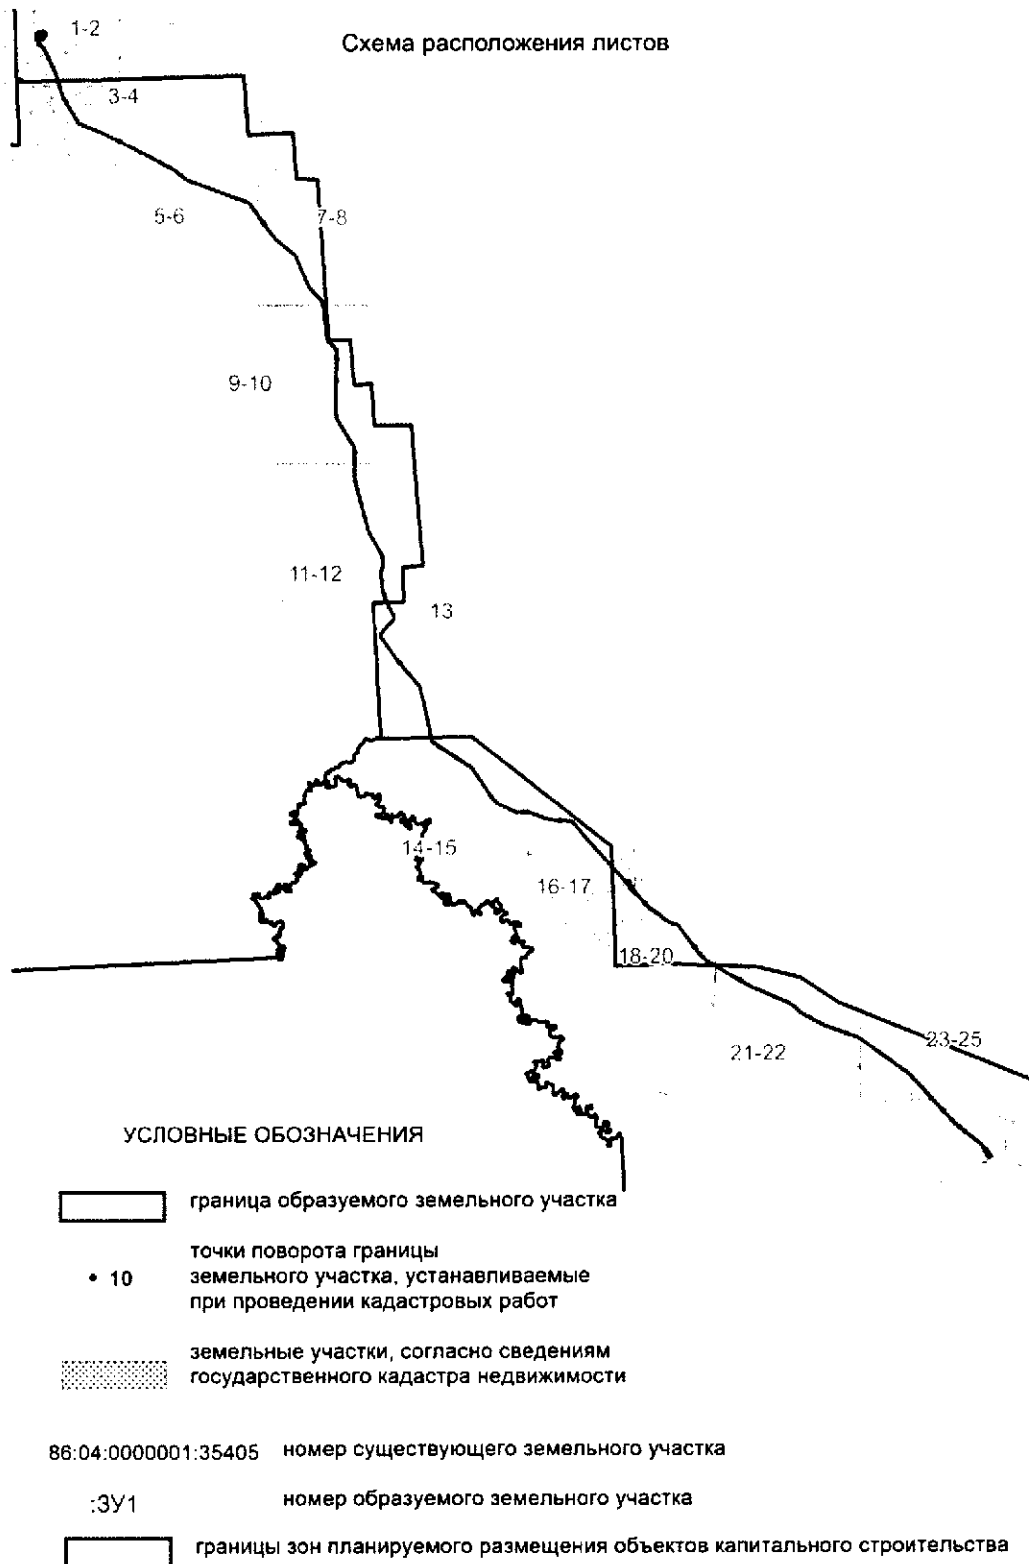 1-2
Схема расположения листов
3-4
5-6
7-8
9-10
11-12
13
14-15
16-17
18-20
21-22
23-25
УСЛОВНЫЕ ОБОЗНАЧЕНИЯ
граница образуемого земельного участка
точки поворота границы
• 10 земельного участка, устанавливаемые
при проведении кадастровых работ
земельные участки, согласно сведениям
государственного кадастра недвижимости
86:04:0000001:35405 номер существующего земельного участка
:ЗУ1 номер образуемого земельного участка
границы зон планируемого размещения объектов капитального строительства